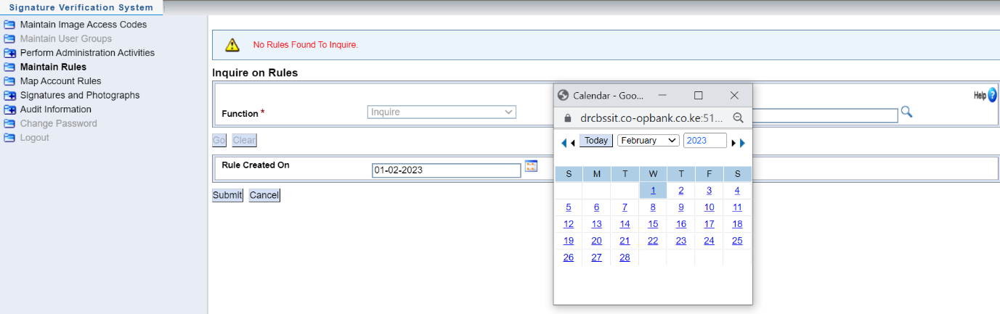 Signature Verification System
Maintain Image Access Codes
Maintain User Groups
Perform Administration Activities
Maintain Rules
Map Account Rules
Signatures and Photographs
Audit Information
Change Password
Logout
No Rules Found To Inquire.
Inquire on Rules
Help ?
Function * Inquire
Go Clear
Rule Created On 01-02-2023
Submit Cancel
Calendar - Goo...
drcbssit.co-opbank.co.ke:51...
Today February 2023
S M T W T F S
1 2 3 4
5 6 7 8 9 10 11
12 13 14 15 16 17 18
19 20 21 22 23 24 25
26 27 28